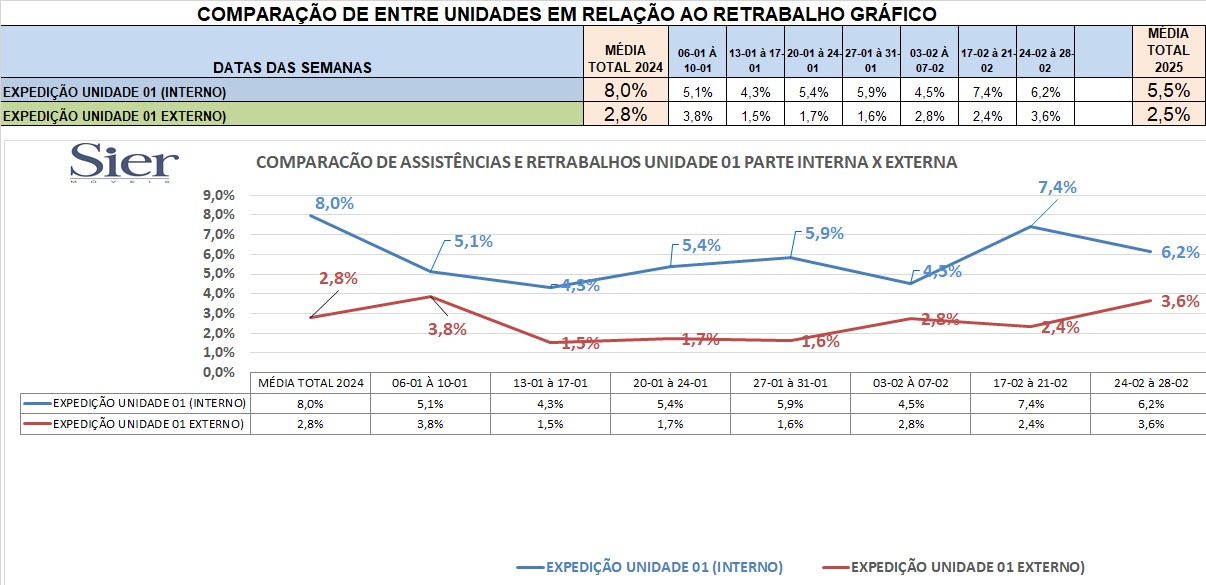 COMPARAÇÃO DE ENTRE UNIDADES EM RELAÇÃO AO RETRABALHO GRÁFICO
DATAS DAS SEMANAS MÉDIA TOTAL 2024 06-01 À 10-01 13-01 à 17-01 20-01 à 24-01 27-01 à 31-01 03-02 À 07-02 17-02 à 21-02 24-02 à 28-02 MÉDIA TOTAL 2025
EXPEDIÇÃO UNIDADE 01 (INTERNO) 8,0% 5,1% 4,3% 5,4% 5,9% 4,5% 7,4% 6,2% 5,5%
EXPEDIÇÃO UNIDADE 01 EXTERNO) 2,8% 3,8% 1,5% 1,7% 1,6% 2,8% 2,4% 3,6% 2,5%
Sier
MÓVEIS
COMPARACÃO DE ASSISTÊNCIAS E RETRABALHOS UNIDADE 01 PARTE INTERNA X EXTERNA
9,0%
8,0%
7,0%
6,0%
5,0%
4,0%
3,0%
2,0%
1,0%
0,0%
8,0% 5,1% 4,3% 5,4% 5,9% 4,5% 7,4% 6,2%
2,8% 3,8% 1,5% 1,7% 1,6% 2,8% 2,4% 3,6%
MÉDIA TOTAL 2024 06-01 À 10-01 13-01 à 17-01 20-01 à 24-01 27-01 à 31-01 03-02 À 07-02 17-02 à 21-02 24-02 à 28-02
EXPEDIÇÃO UNIDADE 01 (INTERNO) 8,0% 5,1% 4,3% 5,4% 5,9% 4,5% 7,4% 6,2%
EXPEDIÇÃO UNIDADE 01 EXTERNO) 2,8% 3,8% 1,5% 1,7% 1,6% 2,8% 2,4% 3,6%
EXPEDIÇÃO UNIDADE 01 (INTERNO) EXPEDIÇÃO UNIDADE 01 EXTERNO)